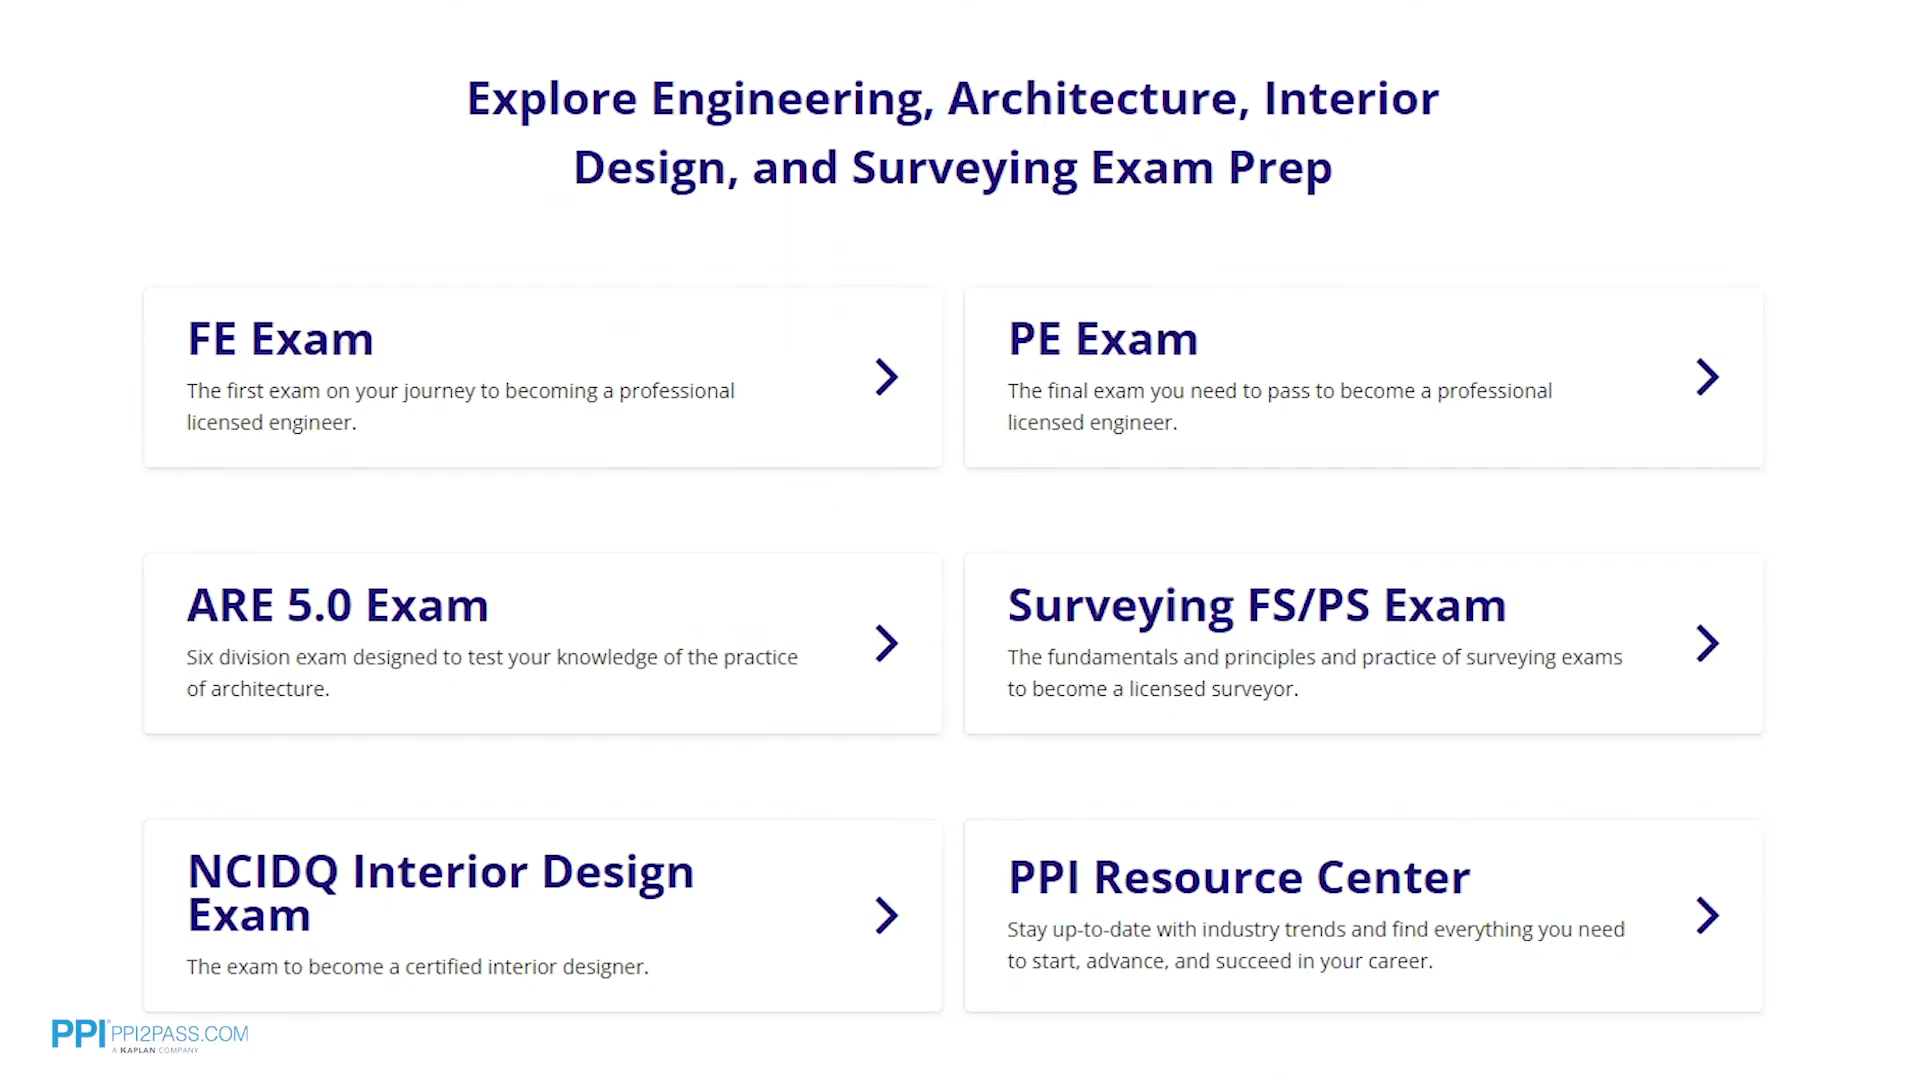 Explore Engineering, Architecture, Interior
Design, and Surveying Exam Prep
FE Exam
The first exam on your journey to becoming a professional
licensed engineer.
PE Exam
The final exam you need to pass to become a professional
licensed engineer.
ARE 5.0 Exam
Six division exam designed to test your knowledge of the practice
of architecture.
Surveying FS/PS Exam
The fundamentals and principles and practice of surveying exams
to become a licensed surveyor.
NCIDQ Interior Design
Exam
The exam to become a certified interior designer.
PPI Resource Center
Stay up-to-date with industry trends and find everything you need
to start, advance, and succeed in your career.
PPI® PPI2PASS.COM
A KAPLAN COMPANY